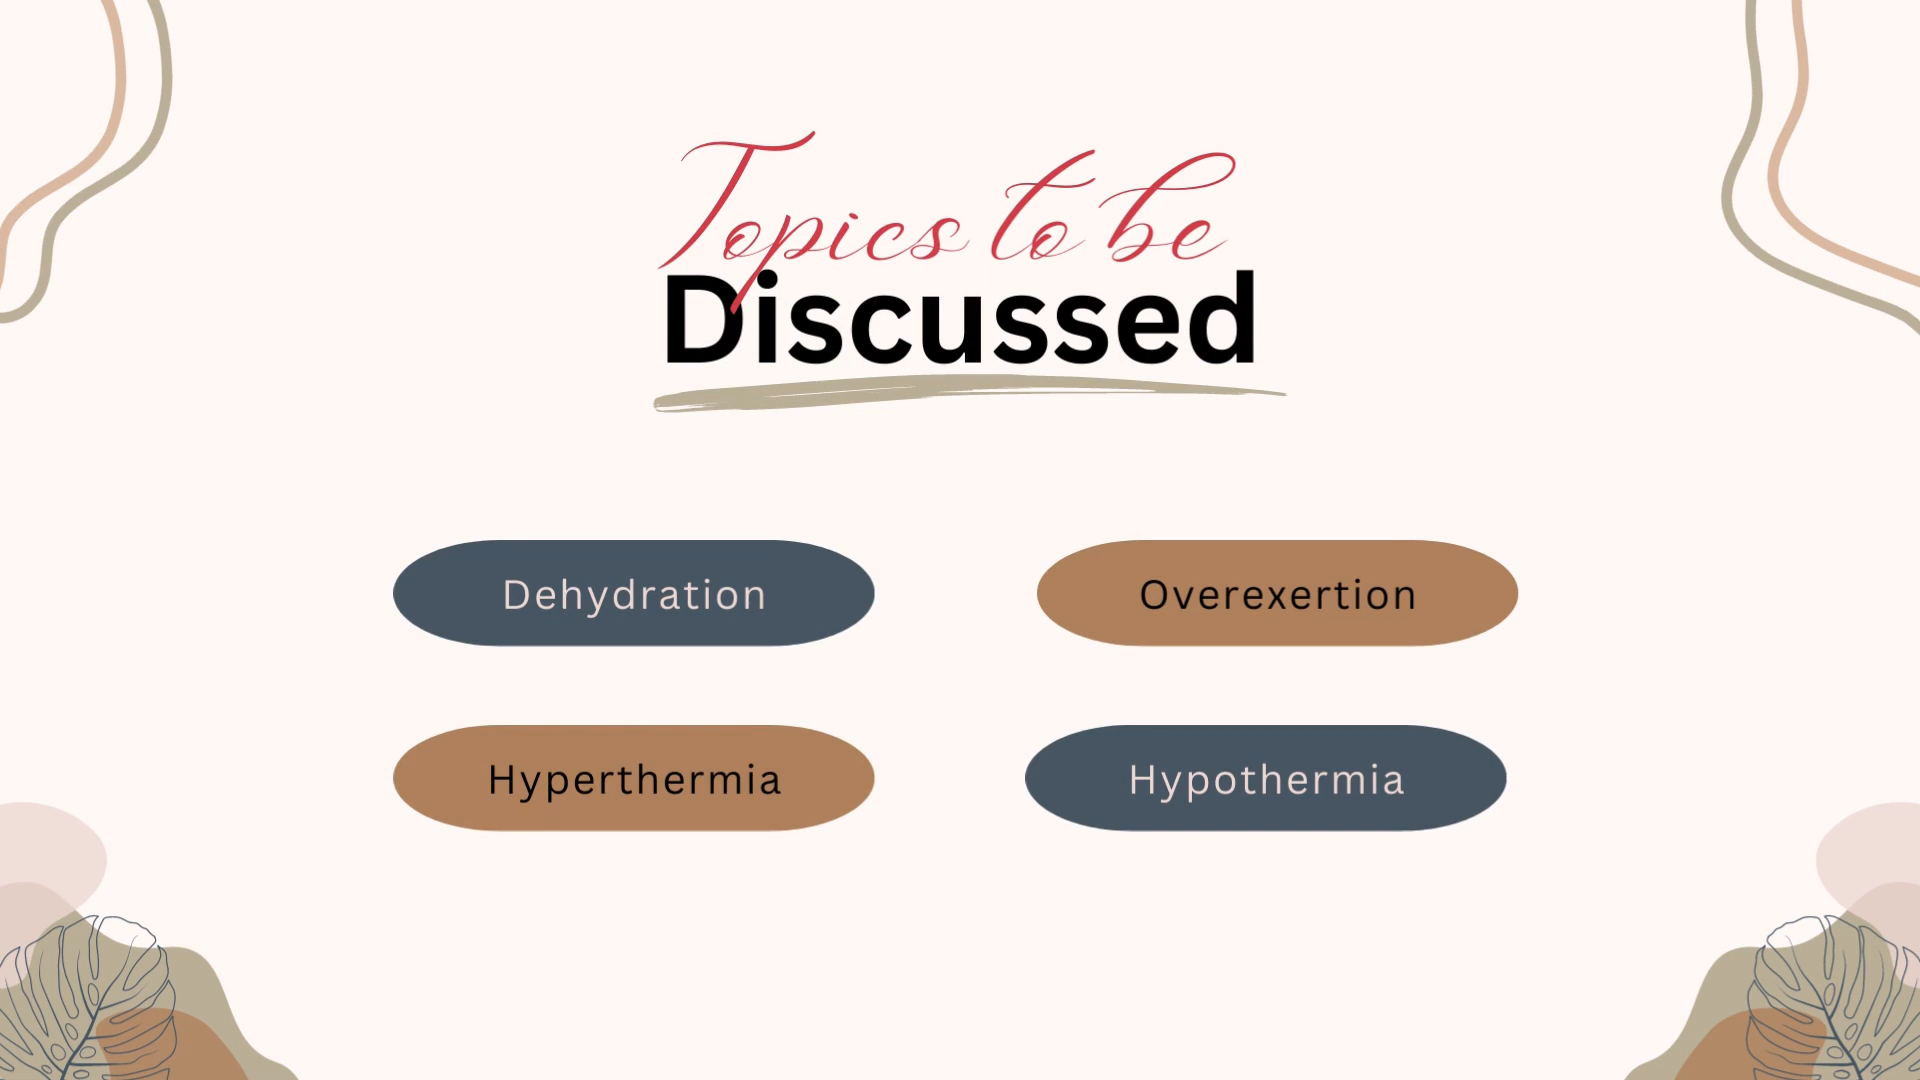 Topics to be
Discussed
Dehydration
Overexertion
Hyperthermia
Hypothermia